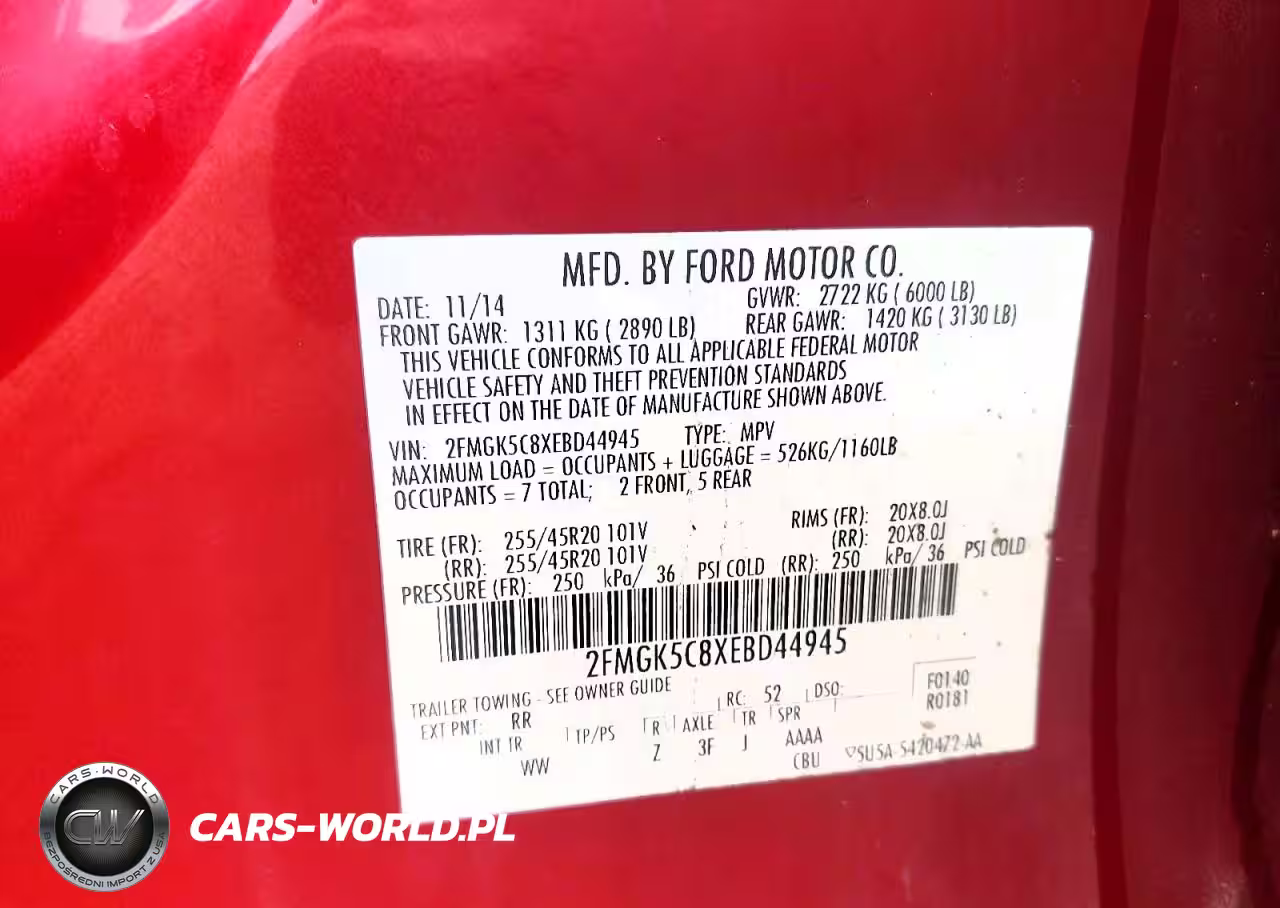 MFD. BY FORD MOTOR CO.
DATE: 11/14
GVWR: 2722 KG ( 6000 LB)
FRONT GAWR: 1311 KG ( 2890 LB)
REAR GAWR: 1420 KG ( 3130 LB)
THIS VEHICLE CONFORMS TO ALL APPLICABLE FEDERAL MOTOR
VEHICLE SAFETY AND THEFT PREVENTION STANDARDS
IN EFFECT ON THE DATE OF MANUFACTURE SHOWN ABOVE.
VIN: 2FMGK5C8XEBD44945 TYPE: MPV
MAXIMUM LOAD = OCCUPANTS + LUGGAGE = 526KG/1160LB
OCCUPANTS = 7 TOTAL; 2 FRONT, 5 REAR
TIRE (FR): 255/45R20 101V RIMS (FR): 20X8.0J
(RR): 255/45R20 101V (RR): 20X8.0J
PRESSURE (FR): 250 kPa/ 36 PSI COLD (RR): 250 kPa/ 36 PSI COLD
2FMGK5C8XEBD44945
TRAILER TOWING - SEE OWNER GUIDE
RC: 52 DSO:
F0140
R0181
EXT PNT: RR
INT TR TP/PS R AXLE TR SPR
WW Z 3F J AAAA
CBU
SU5A-5420472-AA
CARS-WORLD
CW
BEZPOŚREDNI IMPORT Z USA
CARS-WORLD.PL